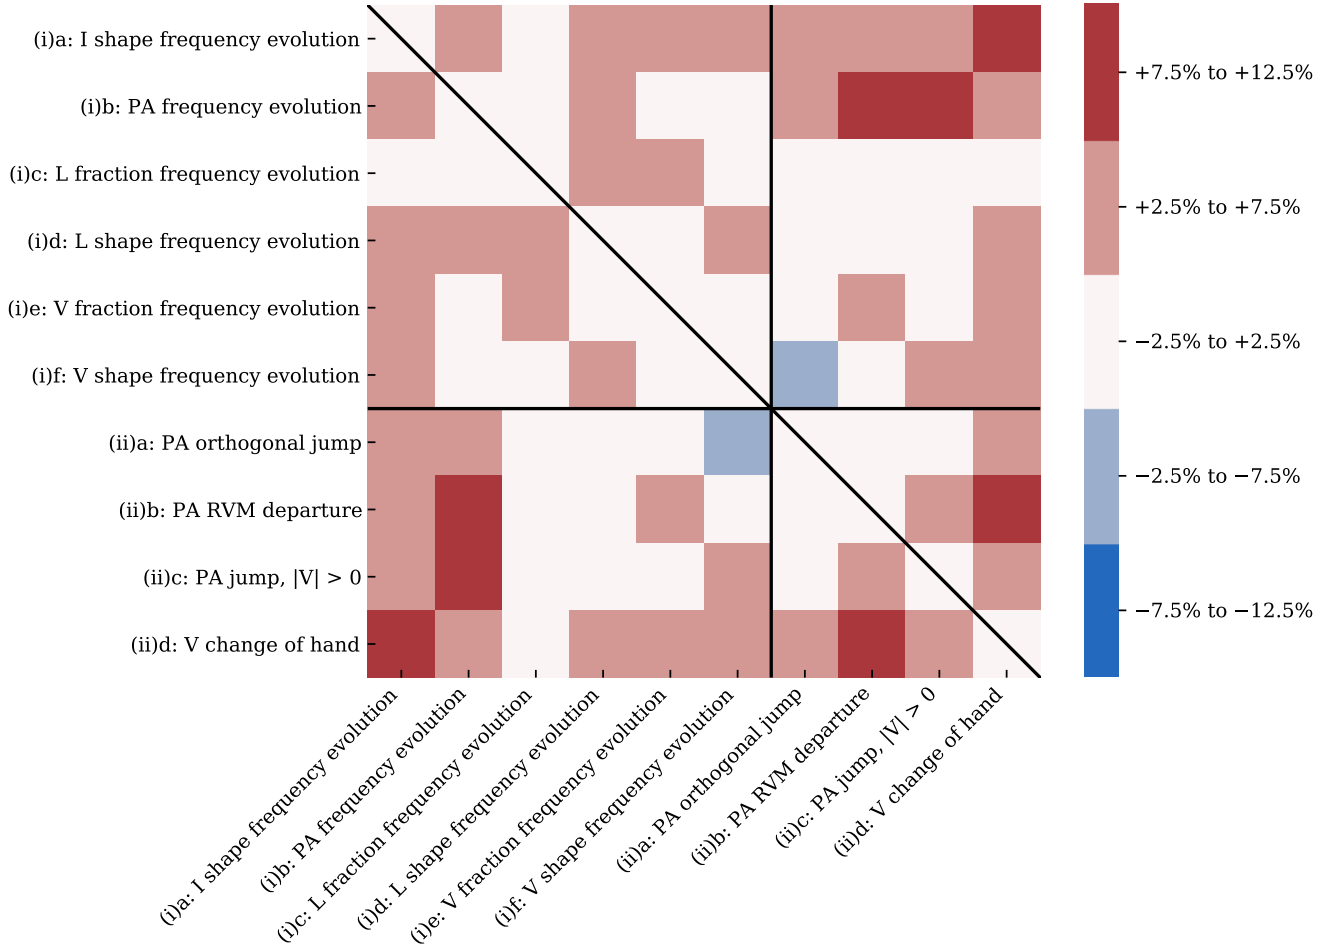 (i)a: I shape frequency evolution
(i)b: PA frequency evolution
(i)c: L fraction frequency evolution
(i)d: L shape frequency evolution
(i)e: V fraction frequency evolution
(i)f: V shape frequency evolution
(ii)a: PA orthogonal jump
(ii)b: PA RVM departure
(ii)c: PA jump, |V| > 0
(ii)d: V change of hand
(i)a: I shape frequency evolution
(i)b: PA frequency evolution
(i)c: L fraction frequency evolution
(i)d: L shape frequency evolution
(i)e: V fraction frequency evolution
(i)f: V shape frequency evolution
(ii)a: PA orthogonal jump
(ii)b: PA RVM departure
(ii)c: PA jump, |V| > 0
(ii)d: V change of hand
+7.5% to +12.5%
+2.5% to +7.5%
−2.5% to +2.5%
−2.5% to −7.5%
−7.5% to −12.5%